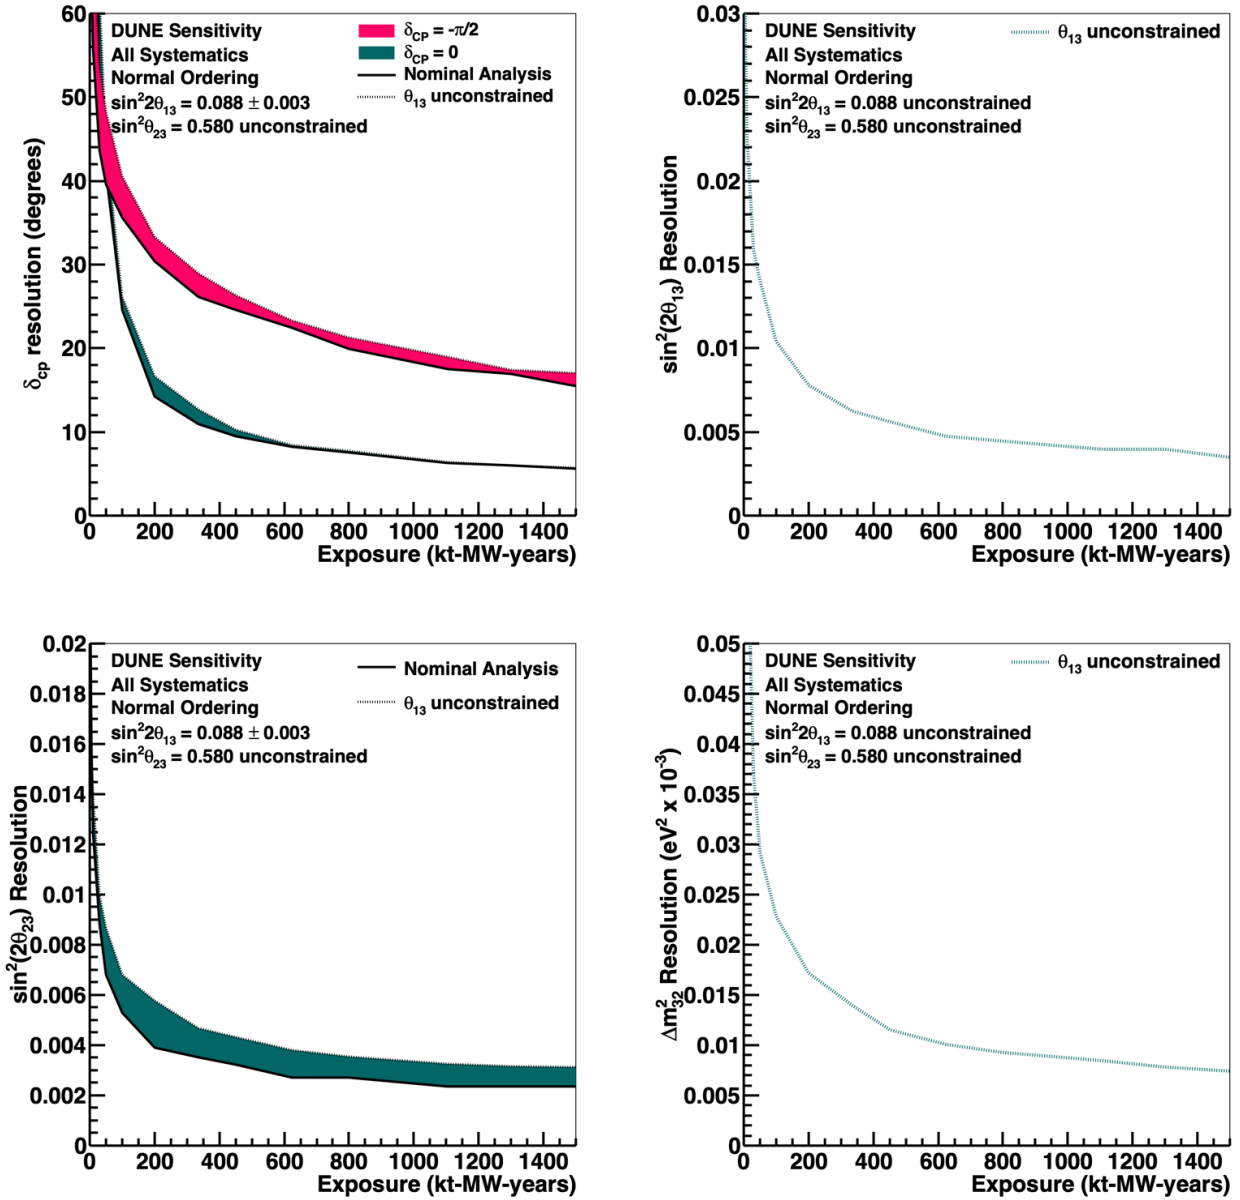 60
50
40
30
20
10
0
δCP resolution (degrees)
DUNE Sensitivity
All Systematics
Normal Ordering
sin²2θ₁₃ = 0.088 ± 0.003
sin²θ₂₃ = 0.580 unconstrained
δCP = -π/2
δCP = 0
Nominal Analysis
θ₁₃ unconstrained
0 200 400 600 800 1000 1200 1400
Exposure (kt-MW-years)
0.03
0.025
0.02
0.015
0.01
0.005
0
sin²(2θ₁₃) Resolution
DUNE Sensitivity
All Systematics
Normal Ordering
sin²2θ₁₃ = 0.088 unconstrained
sin²θ₂₃ = 0.580 unconstrained
θ₁₃ unconstrained
0 200 400 600 800 1000 1200 1400
Exposure (kt-MW-years)
0.02
0.018
0.016
0.014
0.012
0.01
0.008
0.006
0.004
0.002
0
sin²(2θ₂₃) Resolution
DUNE Sensitivity
All Systematics
Normal Ordering
sin²2θ₁₃ = 0.088 ± 0.003
sin²θ₂₃ = 0.580 unconstrained
Nominal Analysis
θ₁₃ unconstrained
0 200 400 600 800 1000 1200 1400
Exposure (kt-MW-years)
0.05
0.045
0.04
0.035
0.03
0.025
0.02
0.015
0.01
0.005
0
Δm²₃₂ Resolution (eV² x 10⁻³)
DUNE Sensitivity
All Systematics
Normal Ordering
sin²2θ₁₃ = 0.088 unconstrained
sin²θ₂₃ = 0.580 unconstrained
θ₁₃ unconstrained
0 200 400 600 800 1000 1200 1400
Exposure (kt-MW-years)